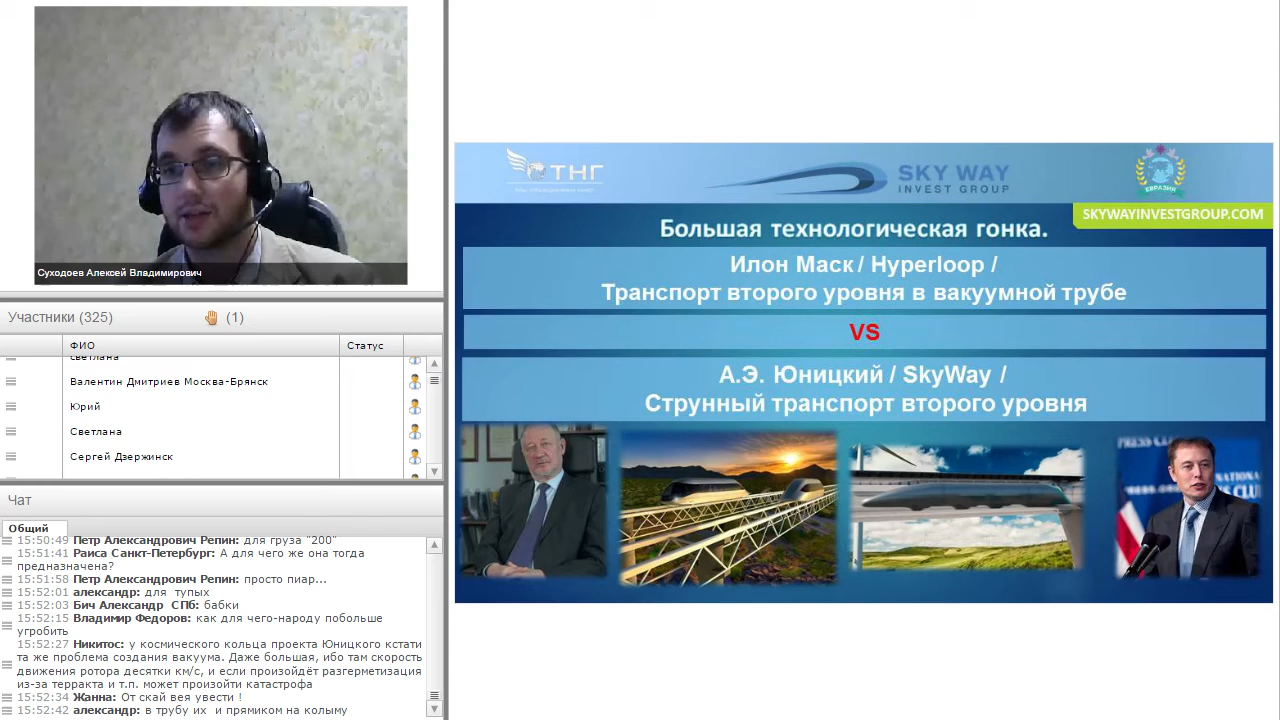 Суходоев Алексей Владимирович
Участники (325)
(1)
ФИО
Статус
светлана
Валентин Дмитриёв Москва-Брянск
Юрий
Светлана
Сергей Дзержинск
Чат
Общий
15:50:49 Петр Александрович Репин: для груза "200"
15:51:41 Раиса Санкт-Петербург: А для чего же она тогда
предназначена?
15:51:58 Петр Александрович Репин: просто пиар...
15:52:01 александр: для тупых
15:52:03 Бич Александр СПб: бабки
15:52:15 Владимир Федоров: как для чего-народу побольше
угробить
15:52:27 Никитос: у космического кольца проекта Юницкого кстати
та же проблема создания вакуума. Даже большая, ибо там скорость
движения ротора десятки км/с, и если произойдёт разгерметизация
из-за терракта и т.п. может произойти катастрофа
15:52:34 Жанна: От скай вея увести !
15:52:42 александр: в трубу их и прямиком на колыму
ТНГ
SKY WAY
INVEST GROUP
ЕВРАЗИЯ
SKYWAYINVESTGROUP.COM
Большая технологическая гонка.
Илон Маск / Hyperloop /
Транспорт второго уровня в вакуумной трубе
VS
А.Э. Юницкий / SkyWay /
Струнный транспорт второго уровня